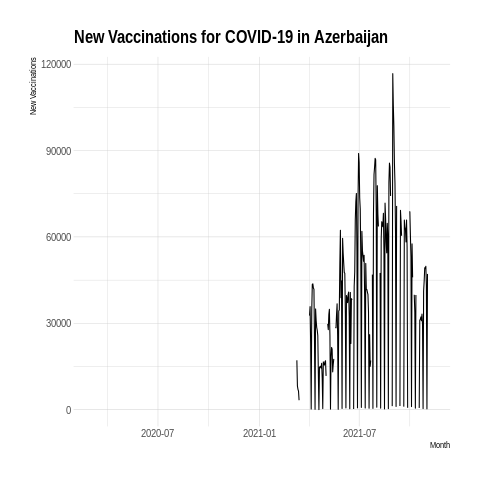 New Vaccinations for COVID-19 in Azerbaijan
New Vaccinations
120000
90000
60000
30000
0
2020-07 2021-01 2021-07
Month